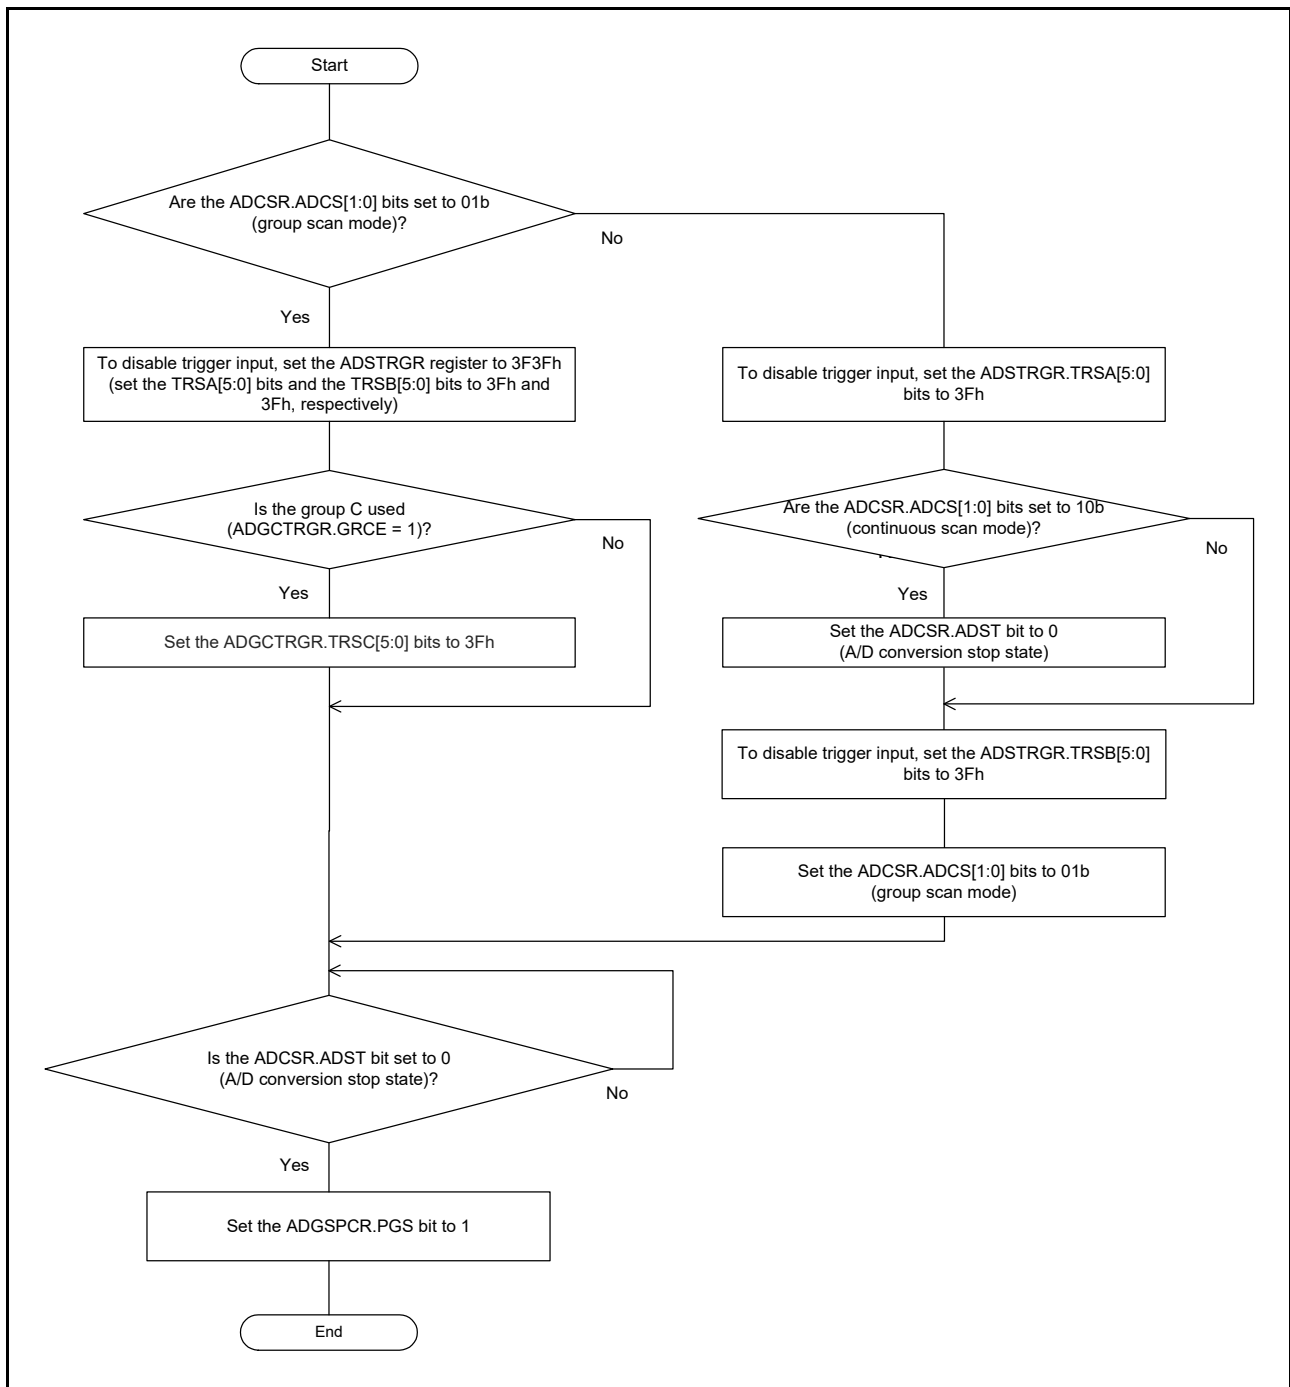 Start
Are the ADCSR.ADCS[1:0] bits set to 01b
(group scan mode)?
No
Yes
To disable trigger input, set the ADSTRGR register to 3F3Fh
(set the TRSA[5:0] bits and the TRSB[5:0] bits to 3Fh and
3Fh, respectively)
To disable trigger input, set the ADSTRGR.TRSA[5:0]
bits to 3Fh
Is the group C used
(ADGCTRGR.GRCE = 1)?
No
Yes
Set the ADGCTRGR.TRSC[5:0] bits to 3Fh
Are the ADCSR.ADCS[1:0] bits set to 10b
(continuous scan mode)?
No
Yes
Set the ADCSR.ADST bit to 0
(A/D conversion stop state)
To disable trigger input, set the ADSTRGR.TRSB[5:0]
bits to 3Fh
Set the ADCSR.ADCS[1:0] bits to 01b
(group scan mode)
Is the ADCSR.ADST bit set to 0
(A/D conversion stop state)?
No
Yes
Set the ADGSPCR.PGS bit to 1
End